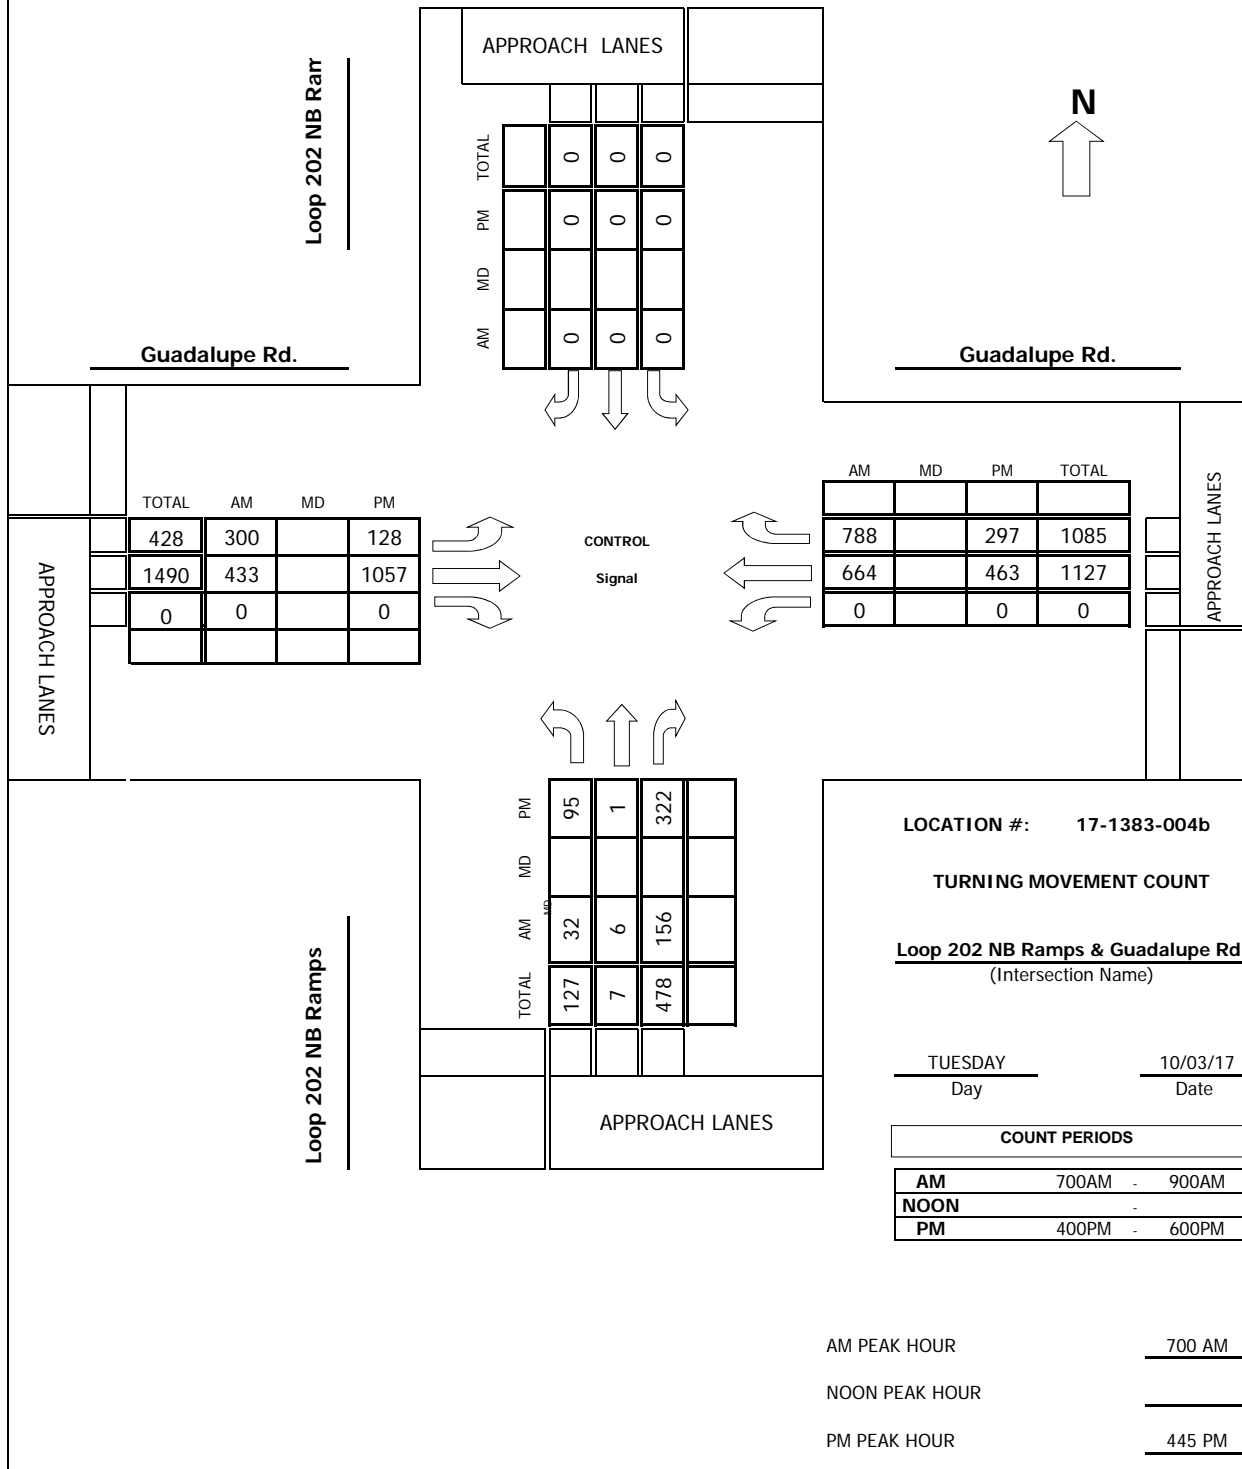 APPROACH LANES
Loop 202 NB Ram
N
TOTAL 0 0 0
PM 0 0 0
MD
AM 0 0 0
Guadalupe Rd.
Guadalupe Rd.
TOTAL AM MD PM
428 300 128
1490 433 1057
0 0 0
APPROACH LANES
CONTROL
Signal
AM MD PM TOTAL
788 297 1085
664 463 1127
0 0 0
APPROACH LANES
PM 95 1 322
MD
AM MD 32 6 156
TOTAL 127 7 478
Loop 202 NB Ramps
APPROACH LANES
LOCATION #: 17-1383-004b
TURNING MOVEMENT COUNT
Loop 202 NB Ramps & Guadalupe Rd
(Intersection Name)
TUESDAY 10/03/17
Day Date
COUNT PERIODS
AM 700AM - 900AM
NOON -
PM 400PM - 600PM
AM PEAK HOUR 700 AM
NOON PEAK HOUR
PM PEAK HOUR 445 PM